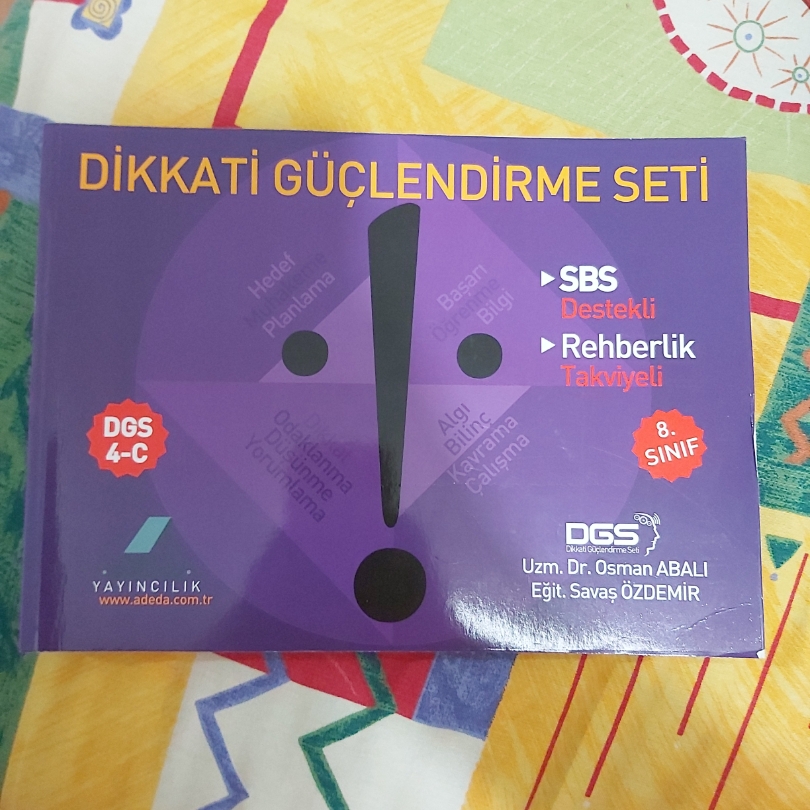 DİKKATİ GÜÇLENDİRME SETİ
Hedef
Planlama
Başarı
Öğrenme
Bilgi
SBS
Destekli
Rehberlik
Takviyeli
DGS
4-C
8.
SINIF
Odaklanma
Düşünme
Yorumlama
Algı
Bilinç
Kavrama
Çalışma
YAYINCILIK
www.adeda.com.tr
DGS
Dikkati Güçlendirme Seti
Uzm. Dr. Osman ABALI
Eğit. Savaş ÖZDEMİR